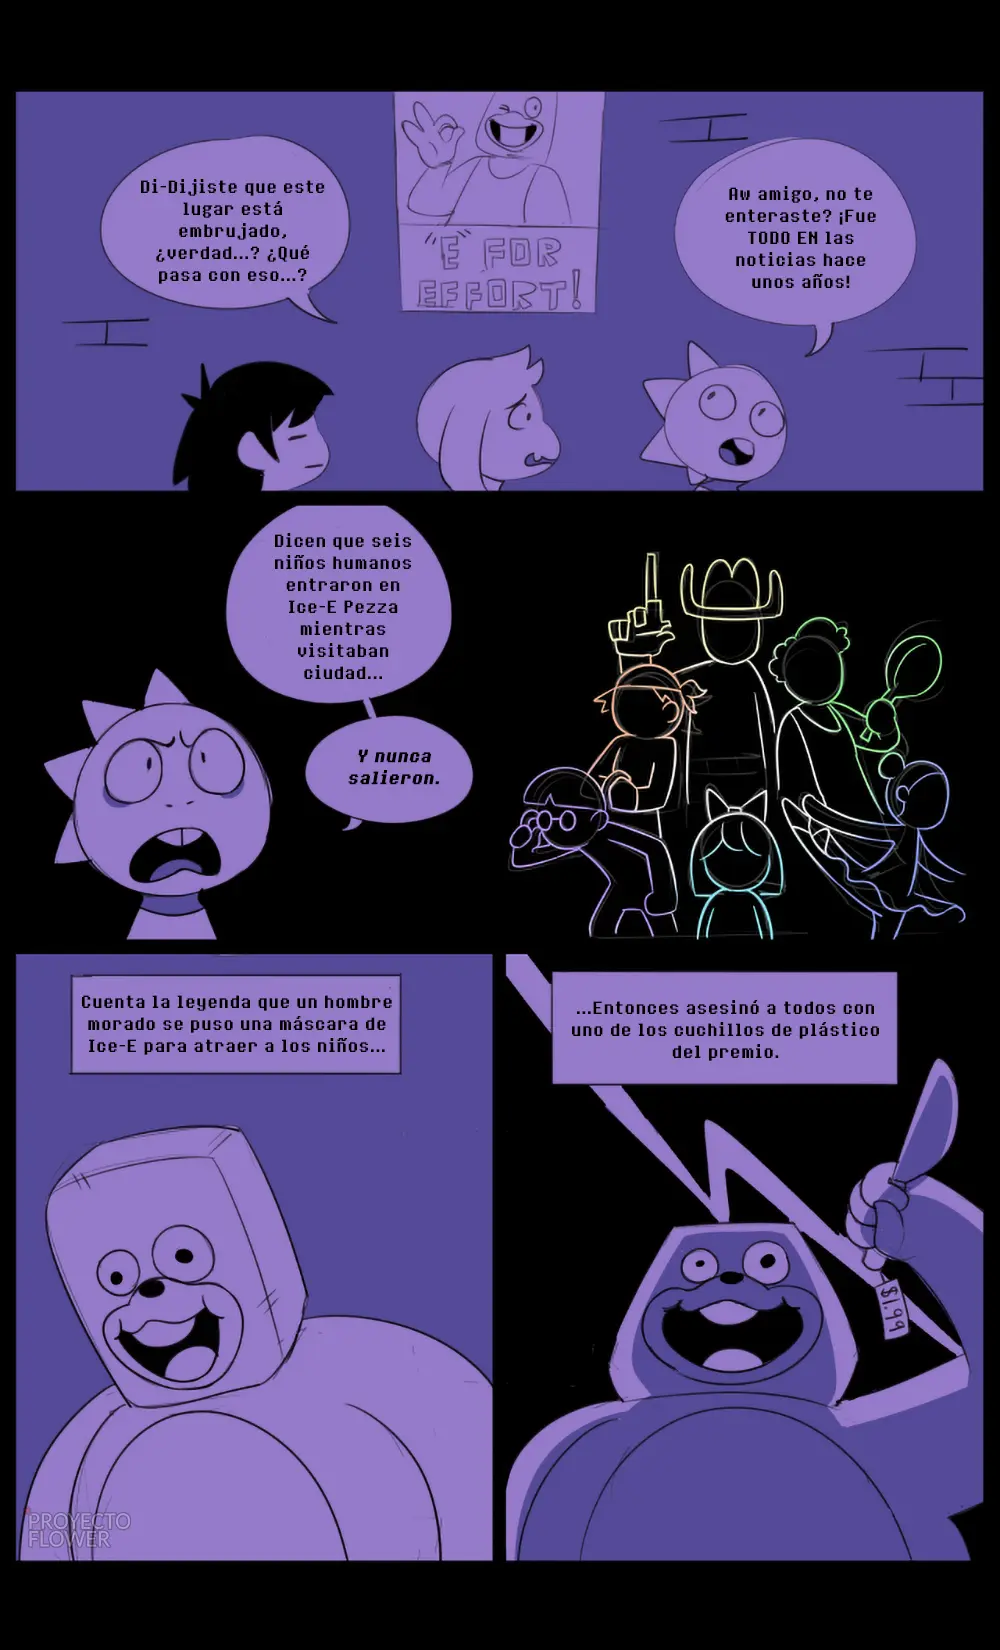 Di-Dijiste que este
lugar está
embrujado,
¿verdad...? ¿Qué
pasa con eso...?
"E" FOR
EFFORT!
Aw amigo, no te
enteraste? ¡Fue
TODO EN las
noticias hace
unos años!
Dicen que seis
niños humanos
entraron en
Ice-E Pezza
mientras
visitaban
ciudad...
Y nunca
salieron.
Cuenta la leyenda que un hombre
morado se puso una máscara de
Ice-E para atraer a los niños...
...Entonces asesinó a todos con
uno de los cuchillos de plástico
del premio.
$1.99
PROYECTO
FLOWER